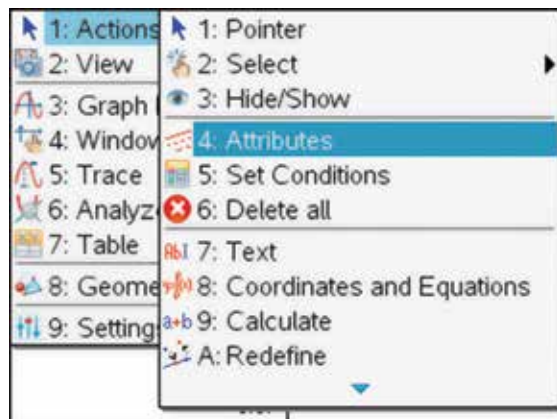 1: Actions
2: View
3: Graph
4: Window
5: Trace
6: Analyz
7: Table
8: Geome
9: Setting
1: Pointer
2: Select
3: Hide/Show
4: Attributes
5: Set Conditions
6: Delete all
7: Text
8: Coordinates and Equations
9: Calculate
A: Redefine